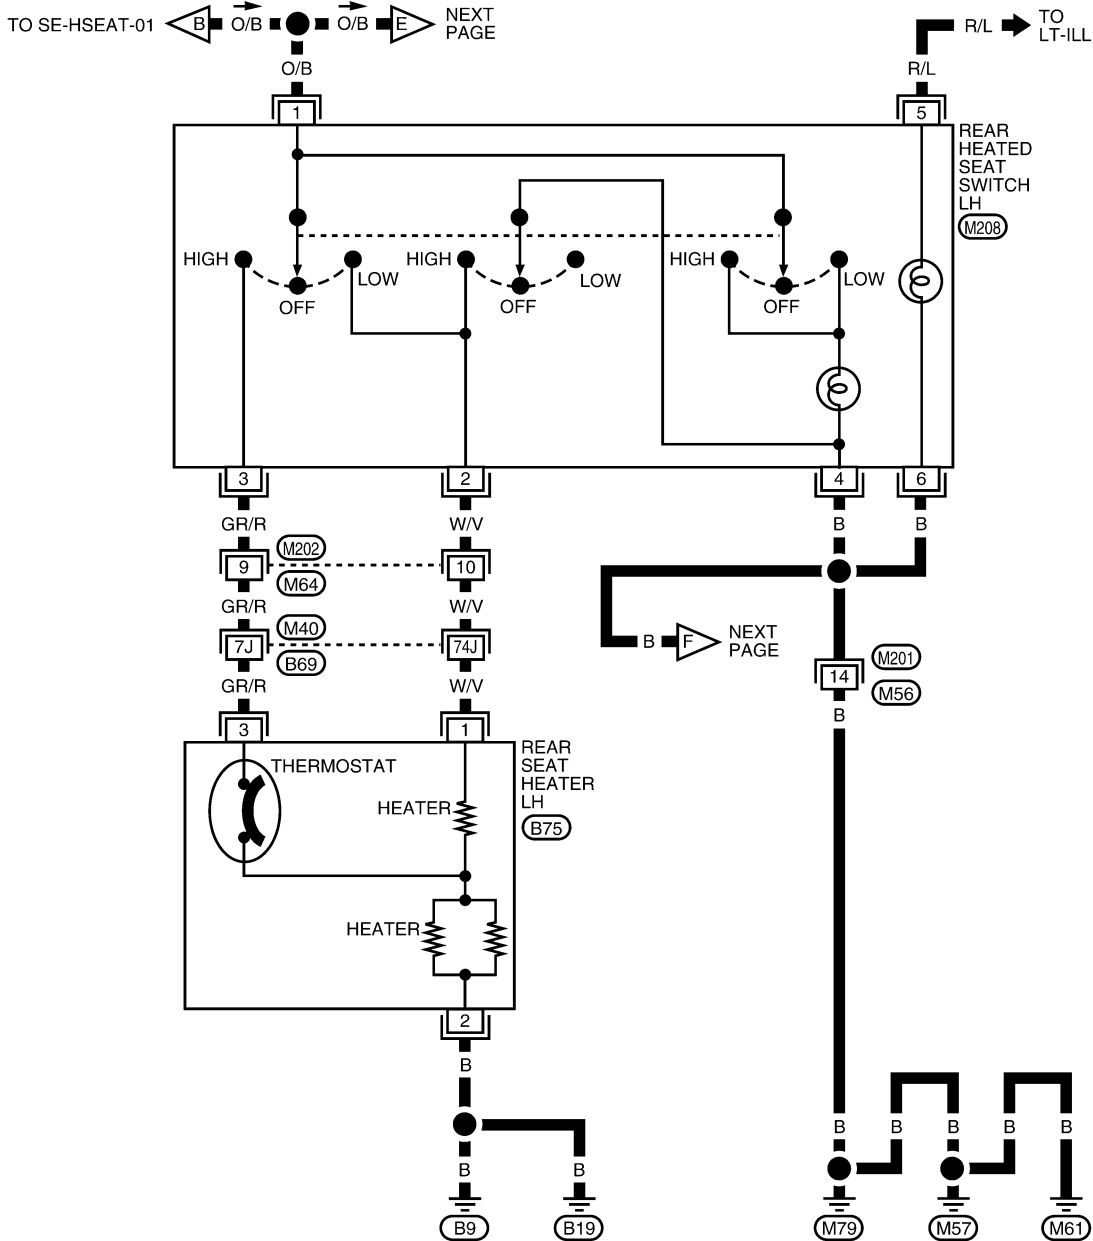 TO SE-HSEAT-01 B O/B O/B E NEXT
PAGE
R/L TO
LT-ILL
O/B
R/L
1
5
REAR
HEATED
SEAT
SWITCH
LH
M208
HIGH
OFF
LOW
HIGH
OFF
LOW
HIGH
OFF
LOW
3
2
4
6
GR/R
W/V
B
B
M202
9
10
M64
GR/R
W/V
M40
7J
74J
B69
GR/R
W/V
B F NEXT
PAGE
M201
14
M56
B
3
1
REAR
SEAT
HEATER
LH
B75
THERMOSTAT
HEATER
HEATER
2
B
B
B
B
B
B
B
B
B9
B19
M79
M57
M61